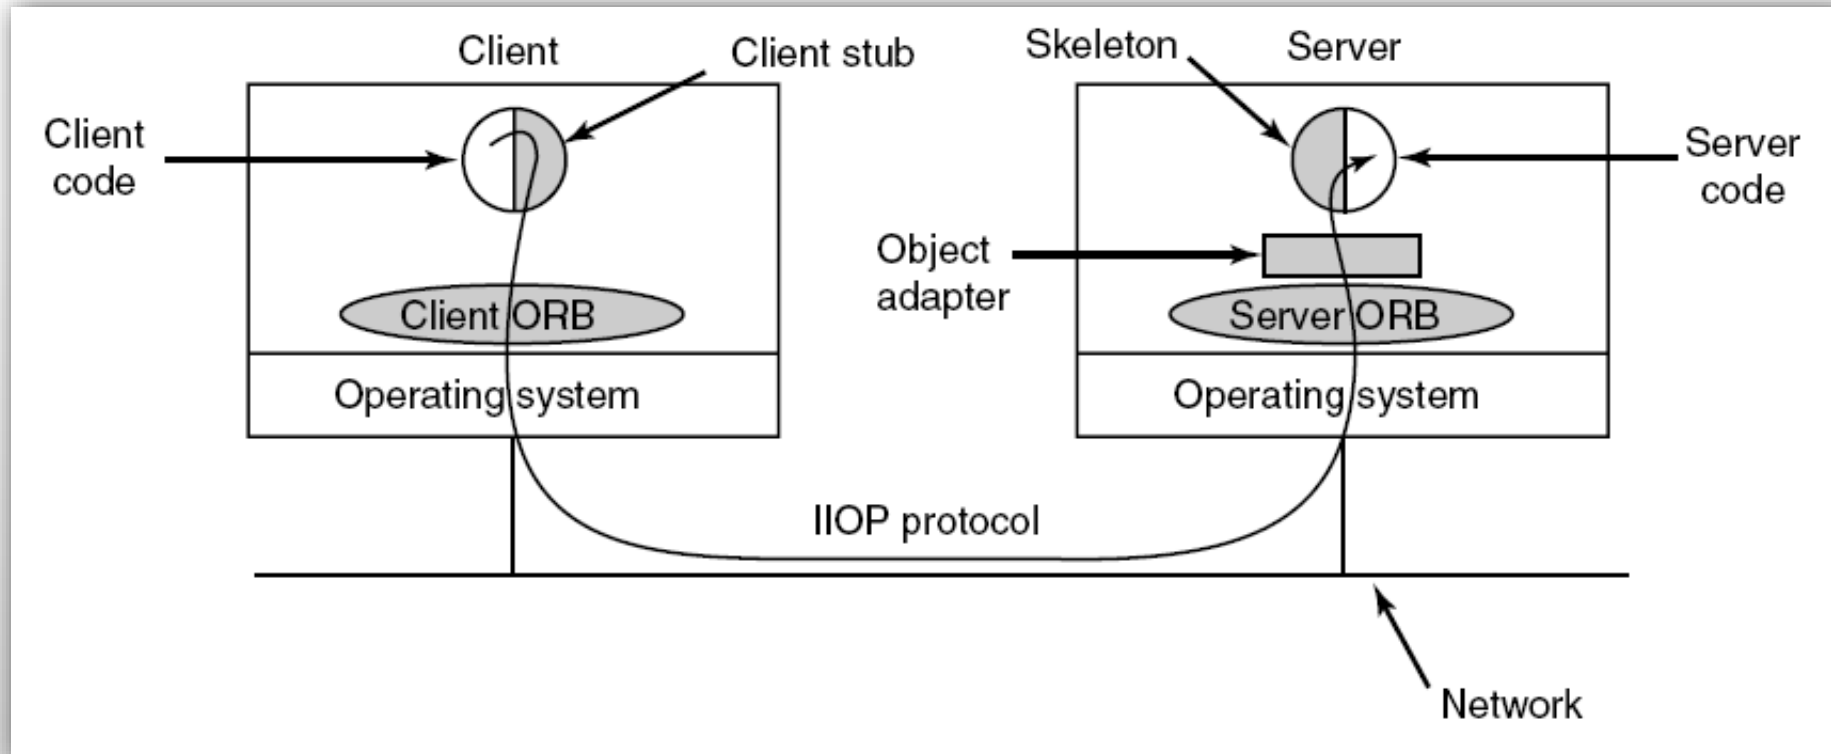 Client
Client stub
Skeleton
Server
Client
code
Server
code
Object
adapter
Client ORB
Server ORB
Operating system
Operating system
IIOP protocol
Network